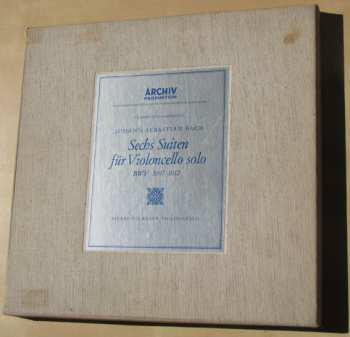 ARCHIV
PRODUKTION
JOHANN SEBASTIAN BACH
Sechs Suiten
für Violoncello solo
BWV 1007-1012